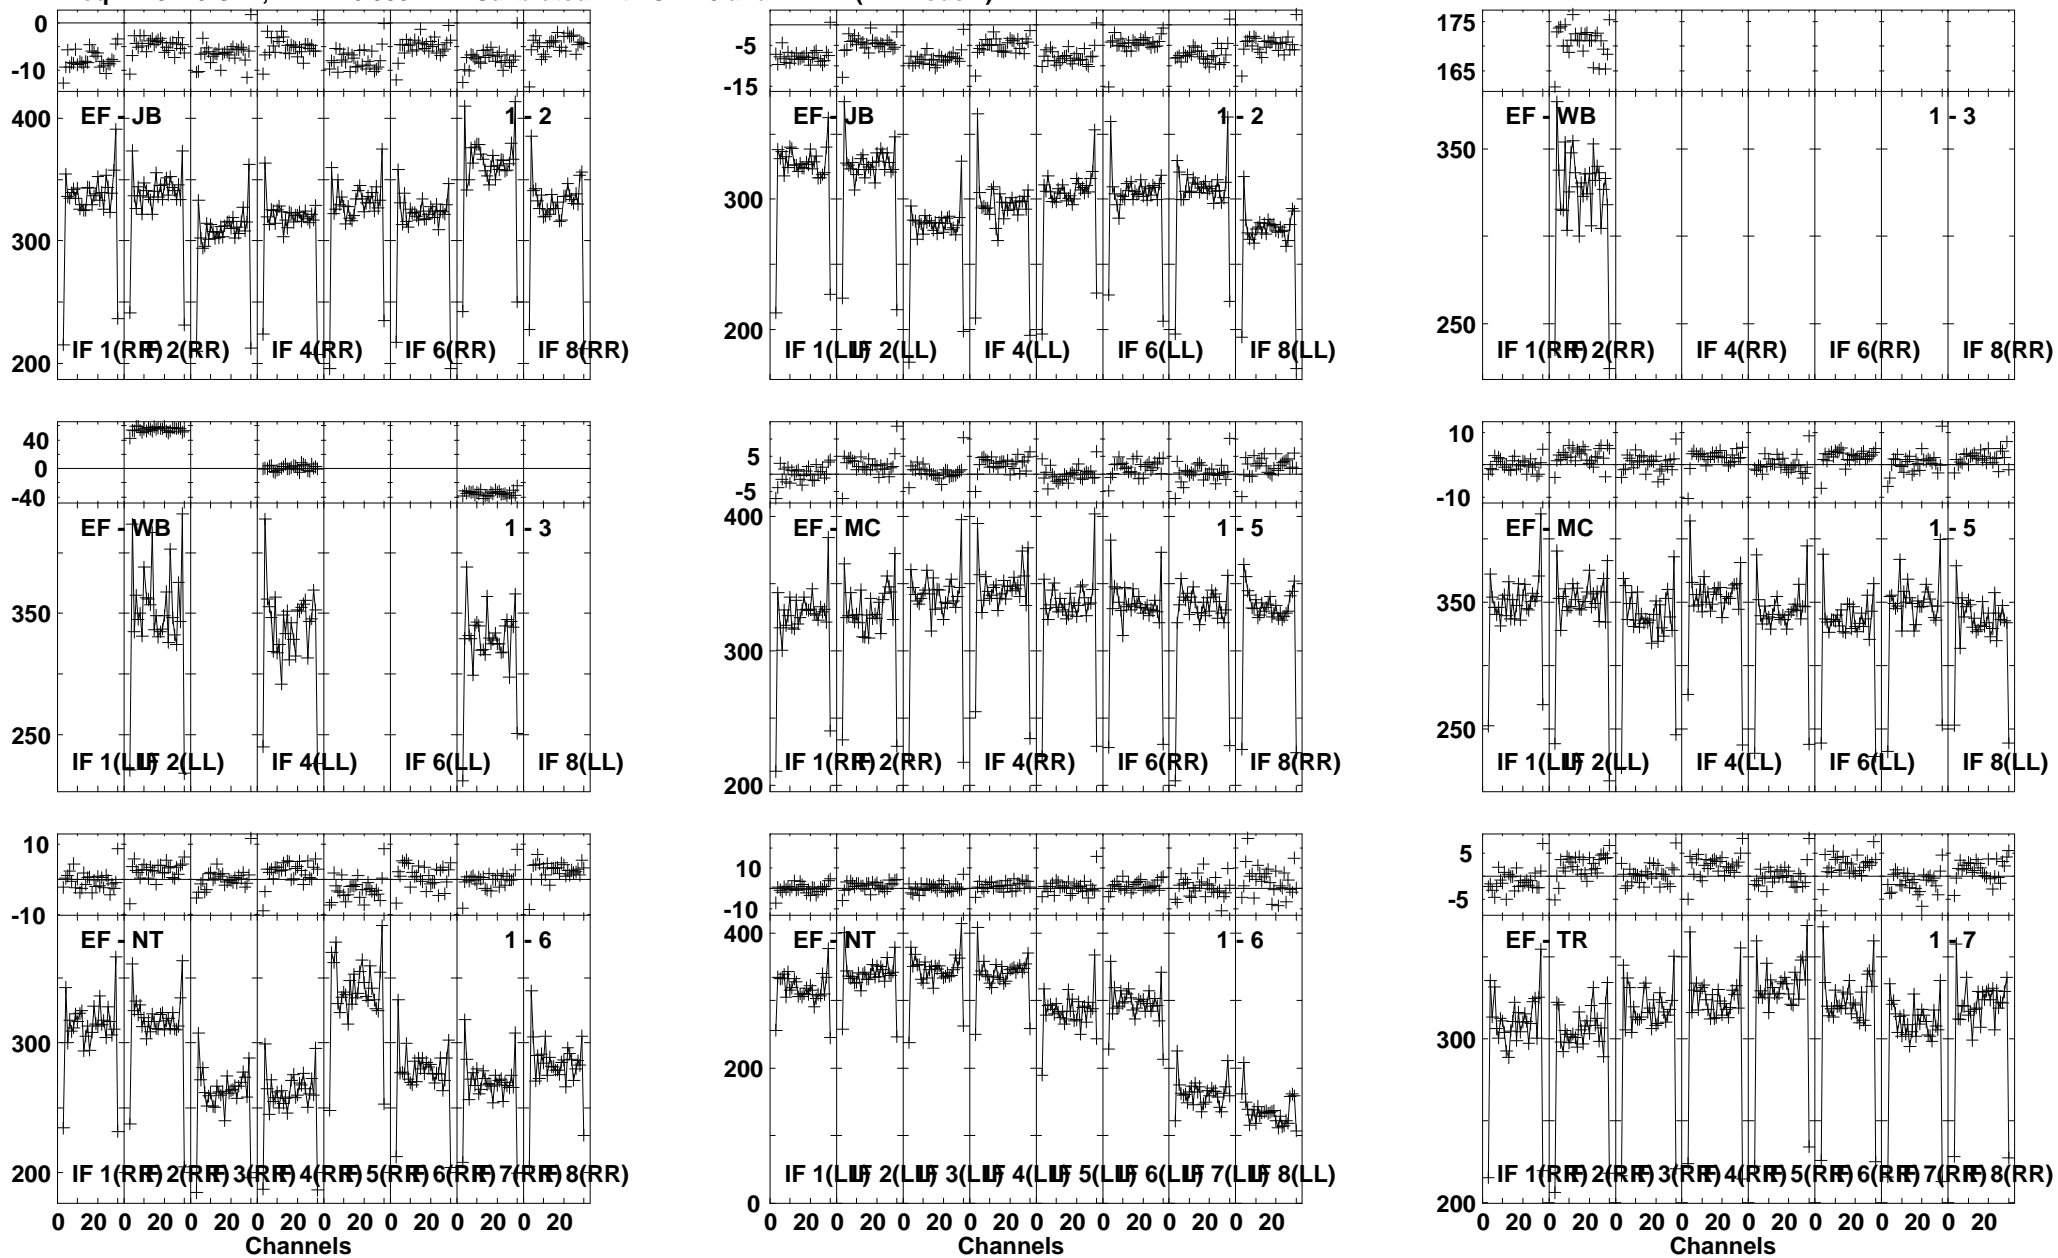 0
-10
EF - JB 1 - 2
400
300
200
IF 1(RR) IF 2(RR) IF 4(RR) IF 6(RR) IF 8(RR)
-5
-15
EF - JB 1 - 2
300
200
IF 1(LL) IF 2(LL) IF 4(LL) IF 6(LL) IF 8(LL)
175
165
EF - WB 1 - 3
350
250
IF 1(RR) IF 2(RR) IF 4(RR) IF 6(RR) IF 8(RR)
40
0
-40
EF - WB 1 - 3
350
250
IF 1(LL) IF 2(LL) IF 4(LL) IF 6(LL) IF 8(LL)
5
-5
400
EF - MC 1 - 5
300
200
IF 1(RR) IF 2(RR) IF 4(RR) IF 6(RR) IF 8(RR)
10
-10
EF - MC 1 - 5
350
250
IF 1(LL) IF 2(LL) IF 4(LL) IF 6(LL) IF 8(LL)
10
-10
EF - NT 1 - 6
300
200
IF 1(RR) IF 2(RR) IF 3(RR) IF 4(RR) IF 5(RR) IF 6(RR) IF 7(RR) IF 8(RR)
0 20 0 20 0 20 0 20 0 20 0 20 0 20 0 20
Channels
10
-10
400
EF - NT 1 - 6
200
0
IF 1(LL) IF 2(LL) IF 3(LL) IF 4(LL) IF 5(LL) IF 6(LL) IF 7(LL) IF 8(LL)
0 20 0 20 0 20 0 20 0 20 0 20 0 20 0 20
Channels
5
-5
EF - TR 1 - 7
300
200
IF 1(RR) IF 2(RR) IF 3(RR) IF 4(RR) IF 5(RR) IF 6(RR) IF 7(RR) IF 8(RR)
0 20 0 20 0 20 0 20 0 20 0 20 0 20 0 20
Channels